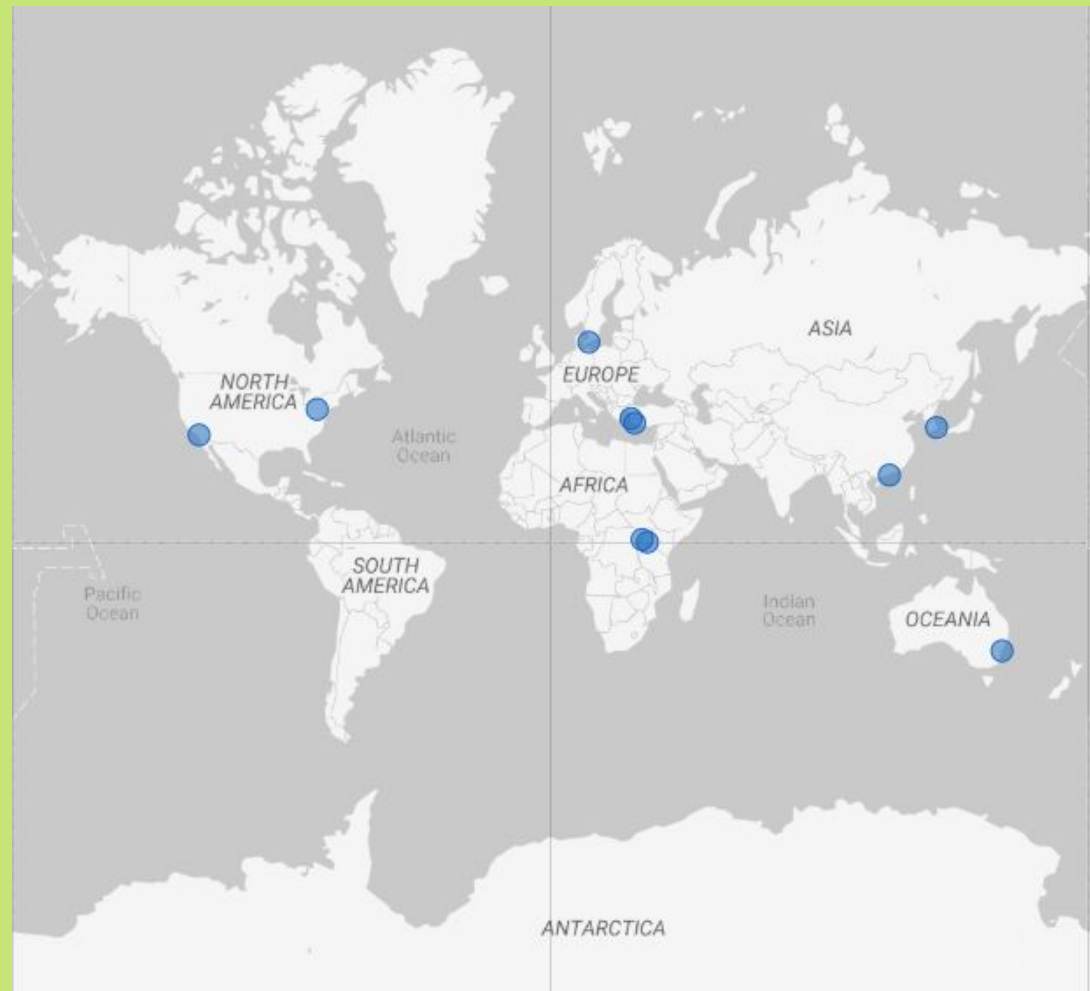 ASIA
NORTH
AMERICA
EUROPE
Atlantic
Ocean
AFRICA
SOUTH
AMERICA
Pacific
Ocean
Indian
Ocean
OCEANIA
ANTARCTICA